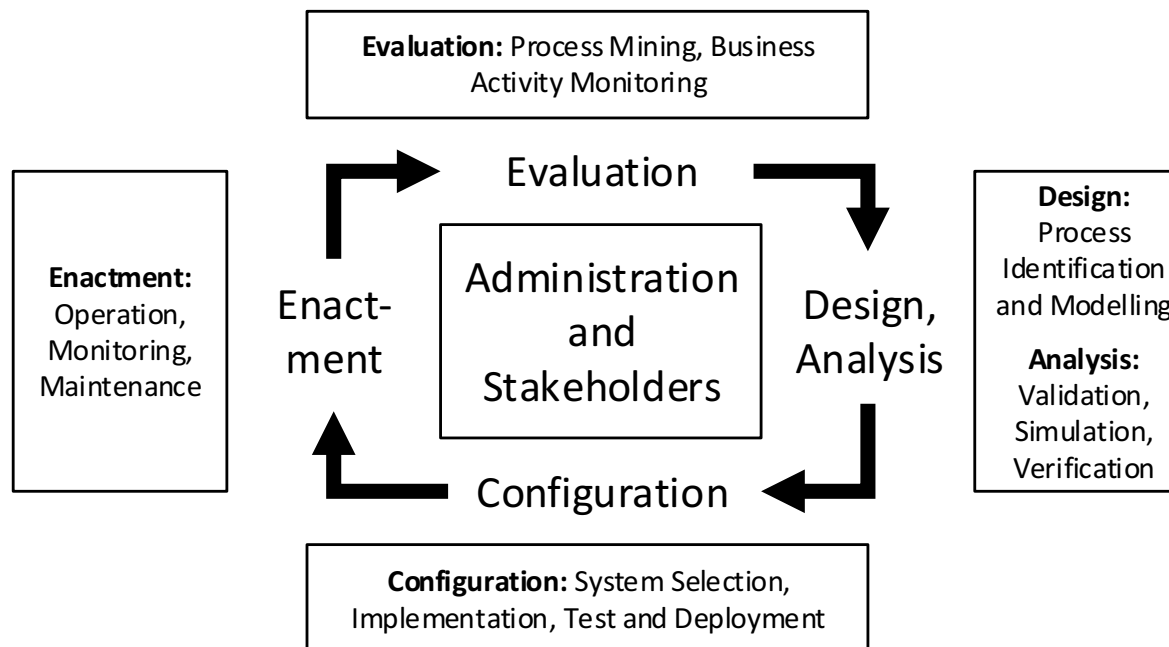 Evaluation: Process Mining, Business
Activity Monitoring
Evaluation
Enactment:
Operation,
Monitoring,
Maintenance
Enact-
ment
Administration
and
Stakeholders
Design,
Analysis
Design:
Process
Identification
and Modelling
Analysis:
Validation,
Simulation,
Verification
Configuration
Configuration: System Selection,
Implementation, Test and Deployment